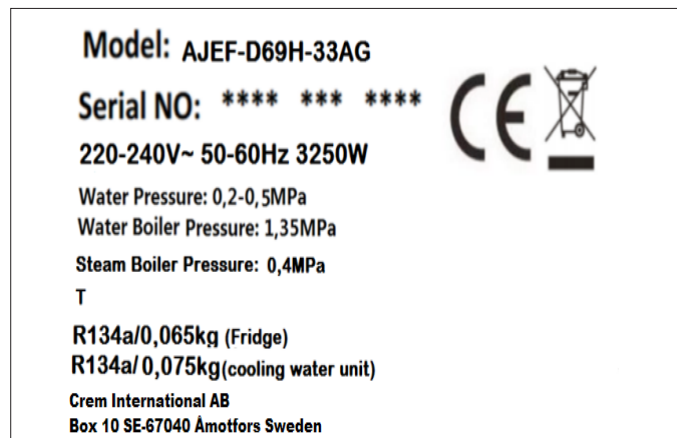 Model: AJEF-D69H-33AG
Serial NO: **** *** ****
CE
220-240V~ 50-60Hz 3250W
Water Pressure: 0,2-0,5MPa
Water Boiler Pressure: 1,35MPa
Steam Boiler Pressure: 0,4MPa
T
R134a/0,065kg (Fridge)
R134a/0,075kg(cooling water unit)
Crem International AB
Box 10 SE-67040 Åmotfors Sweden